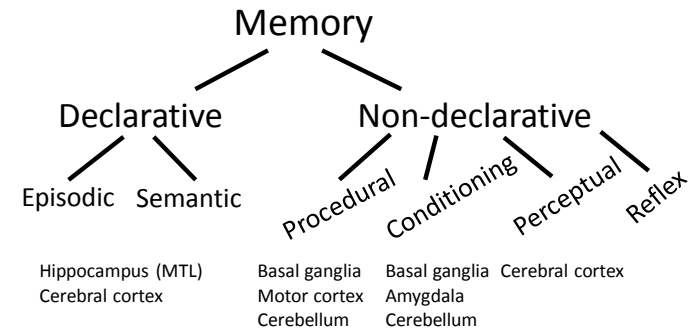 Memory
Declarative
Non-declarative
Episodic
Semantic
Procedural
Conditioning
Perceptual
Reflex
Hippocampus (MTL)
Cerebral cortex
Basal ganglia
Motor cortex
Cerebellum
Basal ganglia
Amygdala
Cerebellum
Cerebral cortex